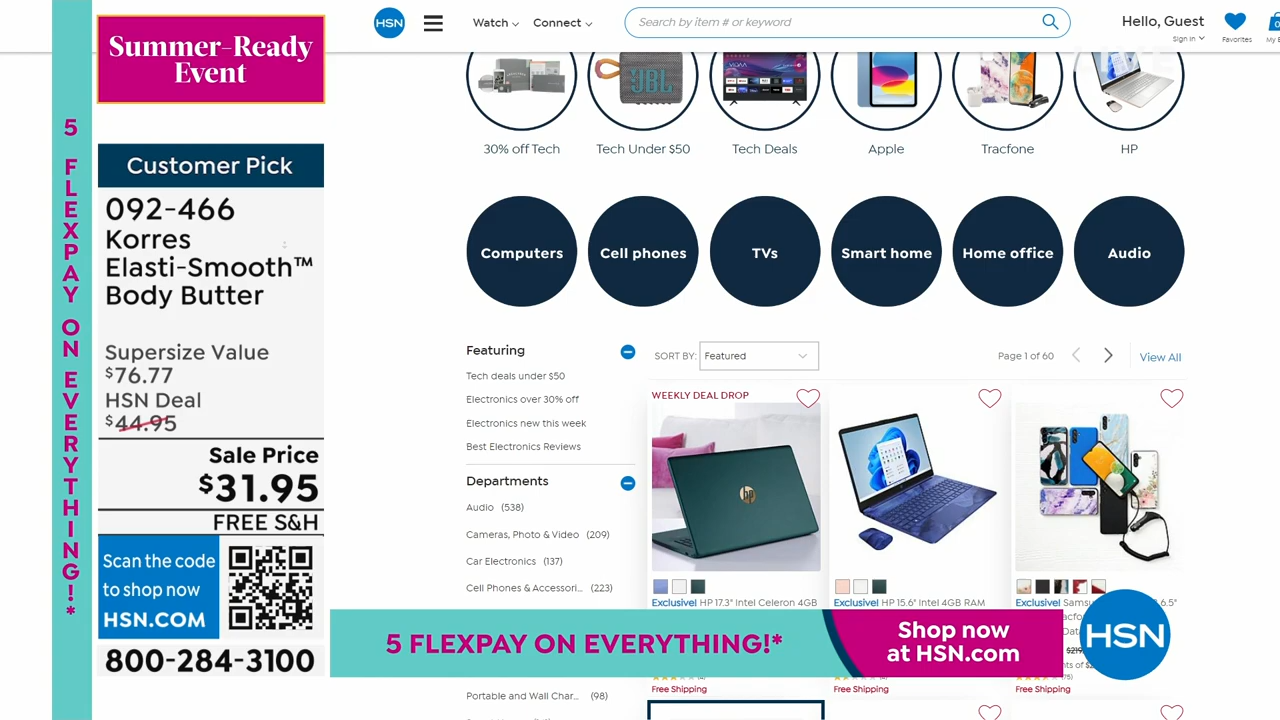 Summer-Ready
Event
5 FLEXPAY ON EVERYTHING!*
Customer Pick
092-466
Korres
Elasti-Smooth™
Body Butter
Supersize Value
$76.77
HSN Deal
$44.95
Sale Price
$31.95
FREE S&H
Scan the code
to shop now
HSN.COM
800-284-3100
HSN
Watch
Connect
Search by item # or keyword
Hello, Guest
Sign In
Favorites
JBL
30% off Tech
Tech Under $50
Tech Deals
Apple
Tracfone
HP
Computers
Cell phones
TVs
Smart home
Home office
Audio
Featuring
Tech deals under $50
Electronics over 30% off
Electronics new this week
Best Electronics Reviews
Departments
Audio (538)
Cameras, Photo & Video (209)
Car Electronics (137)
Cell Phones & Accessori... (223)
Portable and Wall Char... (98)
SORT BY: Featured
Page 1 of 60
View All
WEEKLY DEAL DROP
hp
Exclusive! HP 17.3" Intel Celeron 4GB
Free Shipping
Exclusive! HP 15.6" Intel 4GB RAM
Free Shipping
Exclusive!
Free Shipping
5 FLEXPAY ON EVERYTHING!*
Shop now
at HSN.com
HSN